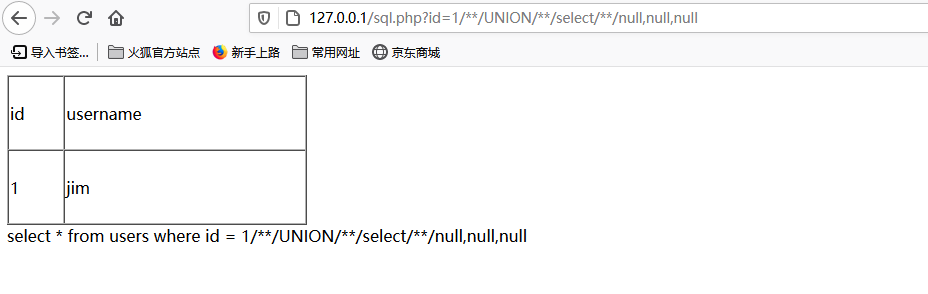 127.0.0.1/sql.php?id=1/**/UNION/**/select/**/null,null,null
导入书签... 火狐官方站点 新手上路 常用网址 京东商城
id username
1 jim
select * from users where id = 1/**/UNION/**/select/**/null,null,null